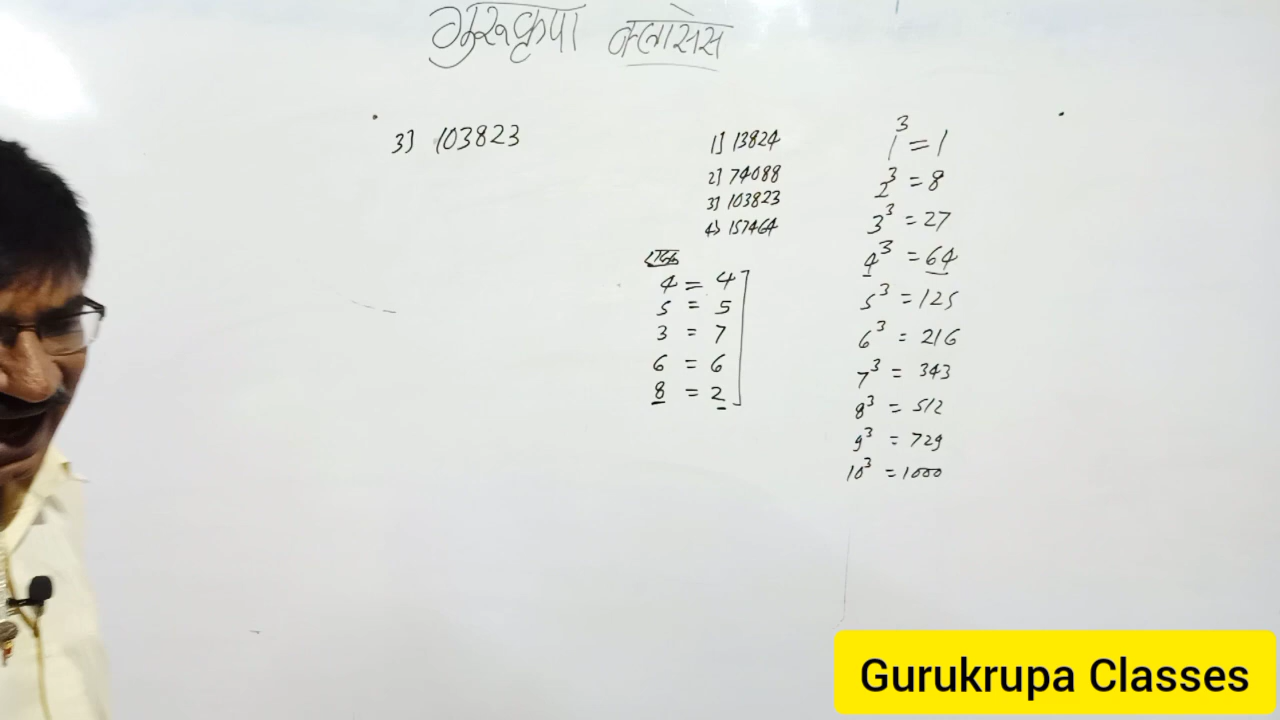 गुरुकृपा क्लासेस
3] 103823
1] 13824
2] 74088
3] 103823
4] 157464
एकक
4 = 4
5 = 5
3 = 7
6 = 6
8 = 2
1³ = 1
2³ = 8
3³ = 27
4³ = 64
5³ = 125
6³ = 216
7³ = 343
8³ = 512
9³ = 729
10³ = 1000
Gurukrupa Classes